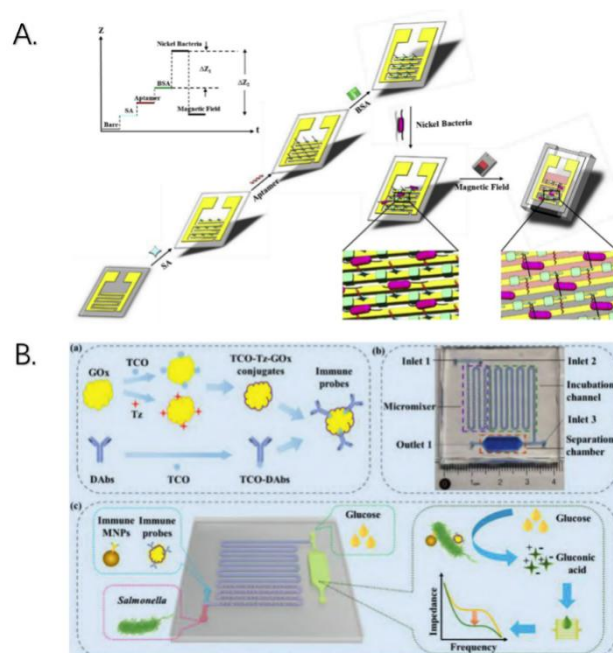 A.
Z
Nickel Bacteria
BSA
ΔZ₁
ΔZ₂
Aptamer
SA
Bare
Magnetic Field
t
SA
Aptamer
BSA
Nickel Bacteria
Magnetic Field
B.
(a)
GOx
TCO
Tz
TCO-Tz-GOx
conjugates
Immune
probes
DAbs
TCO
TCO-DAbs
(b)
Inlet 1
Inlet 2
Micromixer
Incubation
channel
Inlet 3
Outlet 1
Separation
chamber
0 1cm 2 3 4
(c)
Immune
MNPs
Immune
probes
Salmonella
Glucose
Glucose
Gluconic
acid
Impedance
Frequency